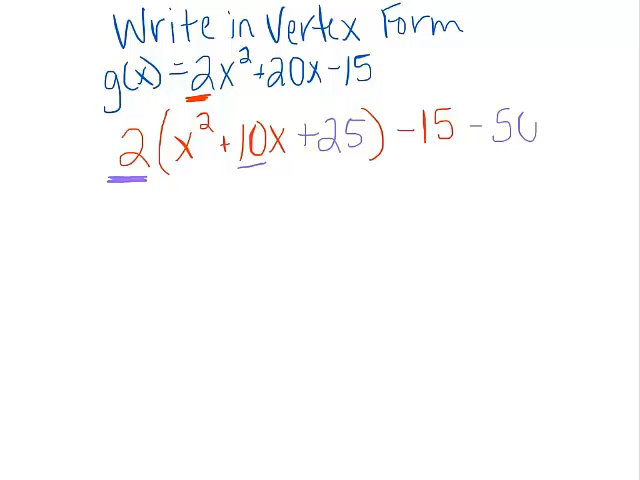 Write in Vertex Form
g(x) = 2x² + 20x - 15
2(x² + 10x + 25) - 15 - 50